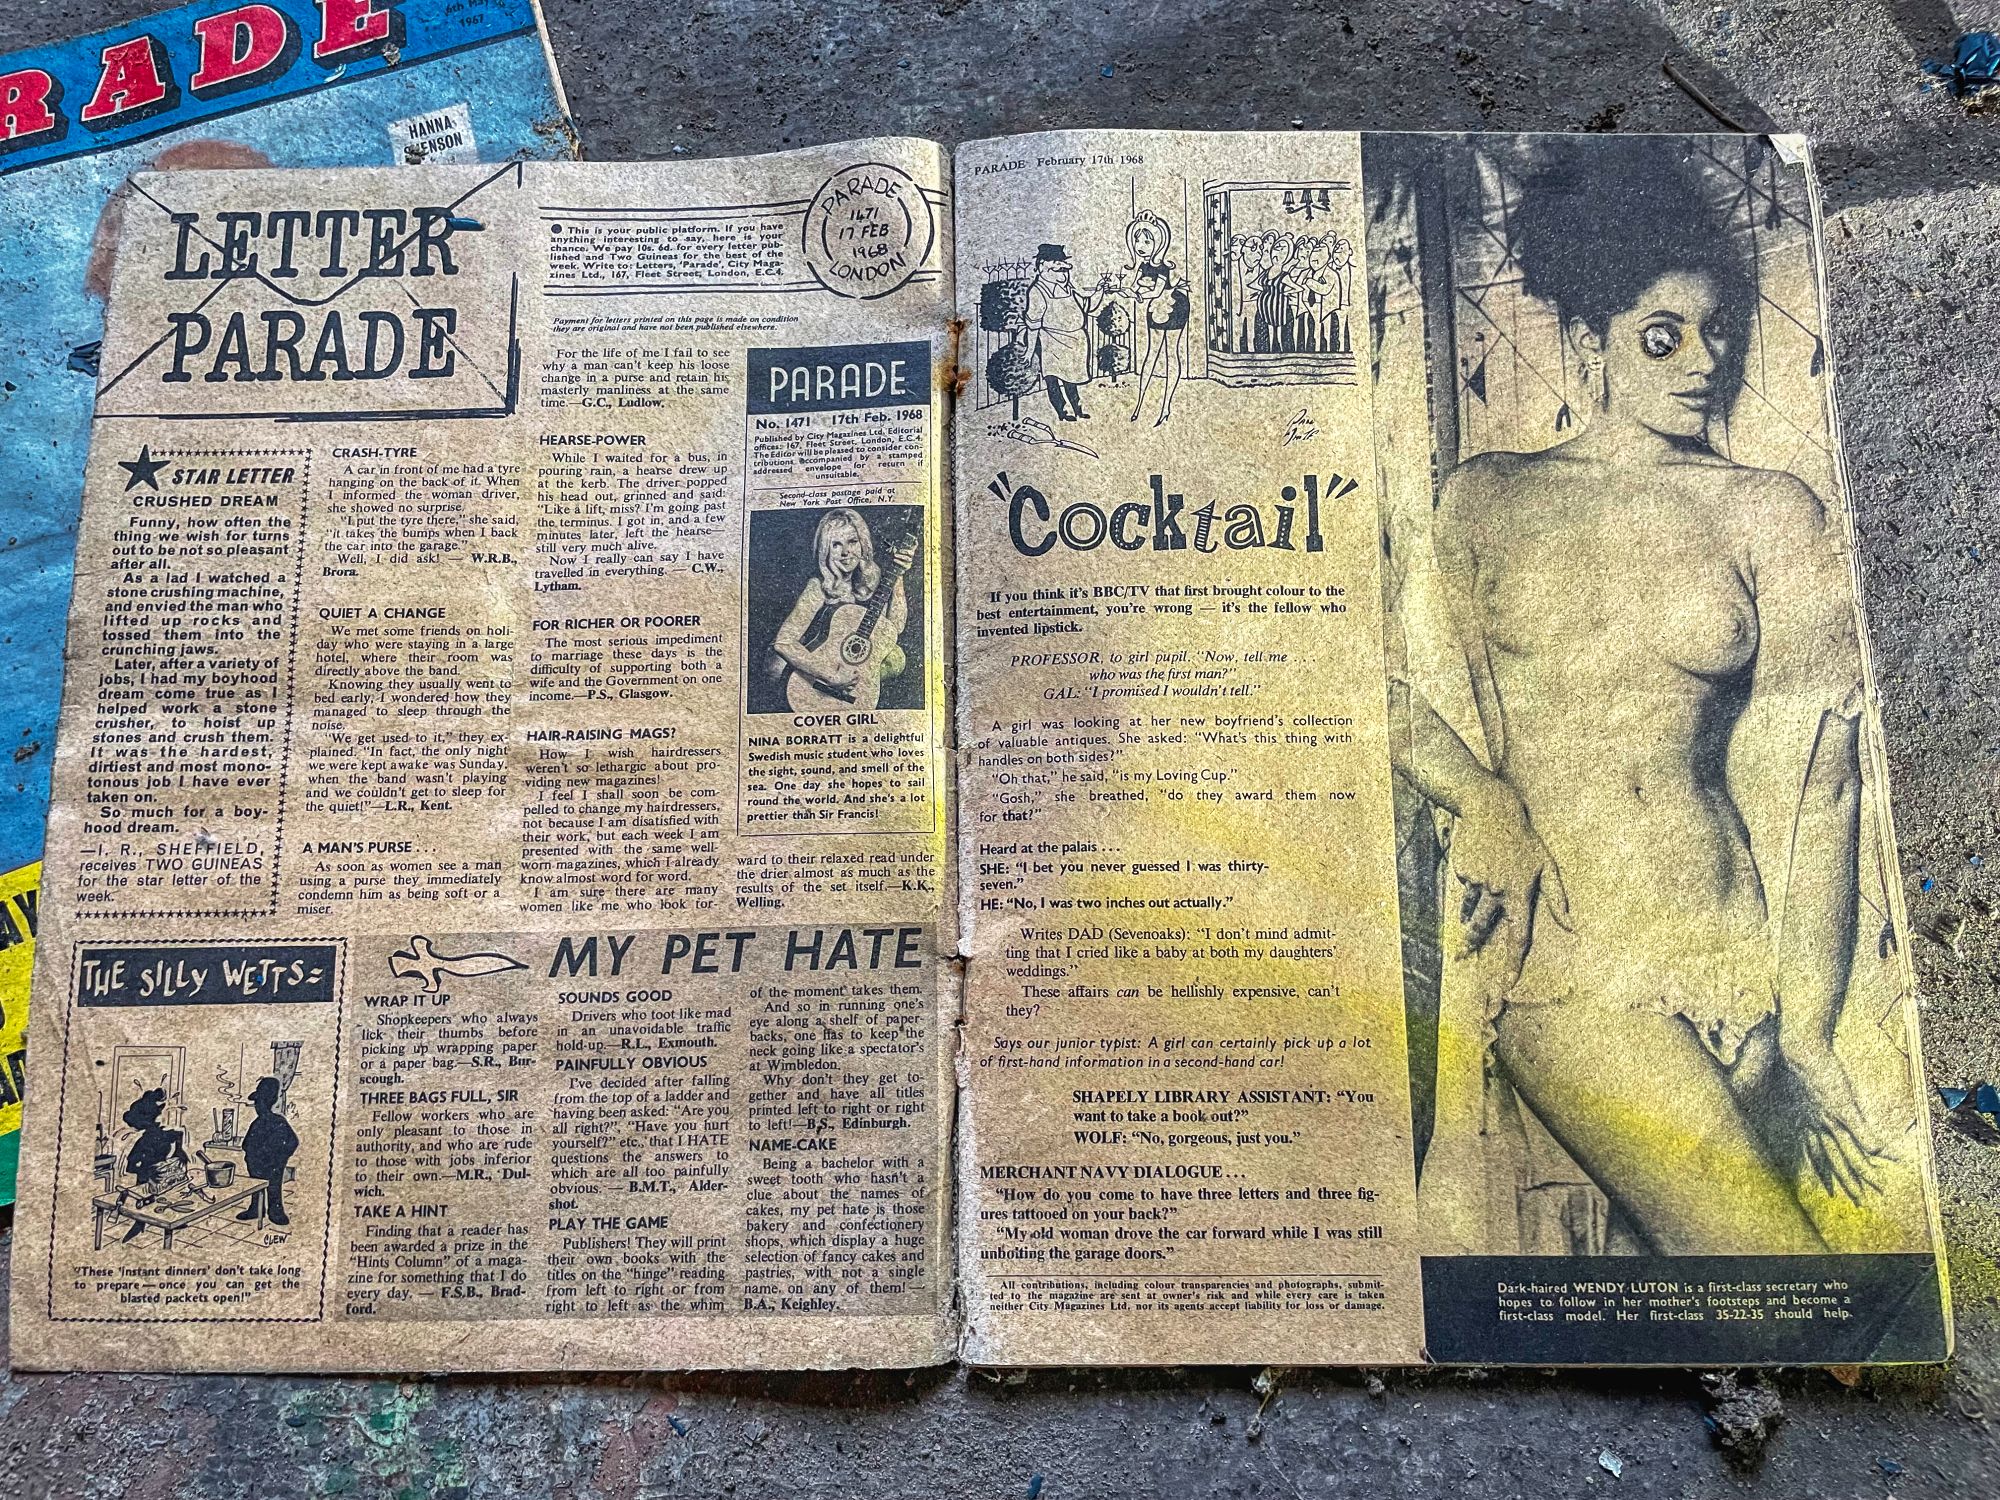 RADE
6th May
1967
HANNA
LETTER
PARADE
● This is your public platform. If you have
anything interesting to say, here is your
chance. We pay 10s. 6d. for every letter pub-
lished and Two Guineas for the best of the
week. Write to: Letters, 'Parade', City Maga-
zines Ltd., 167, Fleet Street, London, E.C.4.
PARADE
1471
17 FEB
1968
LONDON
Payment for letters printed on this page is made on condition
they are original and have not been published elsewhere.
★ STAR LETTER
CRUSHED DREAM
Funny, how often the
thing we wish for turns
out to be not so pleasant
after all.
As a lad I watched a
stone crushing machine,
and envied the man who
lifted up rocks and
tossed them into the
crunching jaws.
Later, after a variety of
jobs, I had my boyhood
dream come true as I
helped work a stone
crusher, to hoist up
stones and crush them.
It was the hardest,
dirtiest and most mono-
tonous job I have ever
taken on.
So much for a boy-
hood dream.
—I. R., SHEFFIELD,
receives TWO GUINEAS
for the star letter of the
week.
CRASH-TYRE
A car in front of me had a tyre
hanging on the back of it. When
I informed the woman driver,
she showed no surprise.
"I put the tyre there," she said,
"it takes the bumps when I back
the car into the garage."
Well, I did ask! — W.R.B.,
Brora.
QUIET A CHANGE
We met some friends on holi-
day who were staying in a large
hotel, where their room was
directly above the band.
Knowing they usually went to
bed early, I wondered how they
managed to sleep through the
noise.
"We get used to it," they ex-
plained. "In fact, the only night
we were kept awake was Sunday,
when the band wasn't playing
and we couldn't get to sleep for
the quiet!"—L.R., Kent.
A MAN'S PURSE . . .
As soon as women see a man
using a purse they immediately
condemn him as being soft or a
miser.
For the life of me I fail to see
why a man can't keep his loose
change in a purse and retain his
masterly manliness at the same
time.—G.C., Ludlow.
HEARSE-POWER
While I waited for a bus, in
pouring rain, a hearse drew up
at the kerb. The driver popped
his head out, grinned and said:
"Like a lift, miss? I'm going past
the terminus. I got in, and a few
minutes later, left the hearse—
still very much alive.
Now I really can say I have
travelled in everything. — C.W.,
Lytham.
FOR RICHER OR POORER
The most serious impediment
to marriage these days is the
difficulty of supporting both a
wife and the Government on one
income.—P.S., Glasgow.
HAIR-RAISING MAGS?
How I wish hairdressers
weren't so lethargic about pro-
viding new magazines!
I feel I shall soon be com-
pelled to change my hairdressers,
not because I am disatisfied with
their work, but each week I am
presented with the same well-
worn magazines, which I already
know almost word for word.
I am sure there are many
women like me who look for-
ward to their relaxed read under
the drier almost as much as the
results of the set itself.—K.K.,
Welling.
PARADE
No. 1471 17th Feb. 1968
Published by City Magazines Ltd. Editorial
offices: 167, Fleet Street, London, E.C.4.
The Editor will be pleased to consider con-
tributions accompanied by a stamped
addressed envelope for return if
unsuitable.
Second-class postage paid at
New York Post Office, N.Y.
COVER GIRL
NINA BORRATT is a delightful
Swedish music student who loves
the sight, sound, and smell of the
sea. One day she hopes to sail
round the world. And she's a lot
prettier than Sir Francis!
THE SILLY WETTS
CLEW
"These 'instant dinners' don't take long
to prepare—once you can get the
blasted packets open!"
MY PET HATE
WRAP IT UP
Shopkeepers who always
lick their thumbs before
picking up wrapping paper
or a paper bag.—S.R., Bur-
scough.
THREE BAGS FULL, SIR
Fellow workers who are
only pleasant to those in
authority, and who are rude
to those with jobs inferior
to their own.—M.R., Dul-
wich.
TAKE A HINT
Finding that a reader has
been awarded a prize in the
"Hints Column" of a maga-
zine for something that I do
every day. — F.S.B., Brad-
ford.
SOUNDS GOOD
Drivers who toot like mad
in an unavoidable traffic
hold-up.—R.L., Exmouth.
PAINFULLY OBVIOUS
I've decided after falling
from the top of a ladder and
having been asked: "Are you
all right?", "Have you hurt
yourself?" etc., that I HATE
questions the answers to
which are all too painfully
obvious. — B.M.T., Alder-
shot.
PLAY THE GAME
Publishers! They will print
their own books with the
titles on the "hinge" reading
from left to right or from
right to left as the whim
of the moment takes them.
And so in running one's
eye along a shelf of paper-
backs, one has to keep the
neck going like a spectator's
at Wimbledon.
Why don't they get to-
gether and have all titles
printed left to right or right
to left!—B.S., Edinburgh.
NAME-CAKE
Being a bachelor with a
sweet tooth who hasn't a
clue about the names of
cakes, my pet hate is those
bakery and confectionery
shops, which display a huge
selection of fancy cakes and
pastries, with not a single
name on any of them! —
B.A., Keighley.
PARADE February 17th 1968
"Cocktail"
If you think it's BBC/TV that first brought colour to the
best entertainment, you're wrong — it's the fellow who
invented lipstick.
PROFESSOR, to girl pupil. "Now, tell me . . .
who was the first man?"
GAL: "I promised I wouldn't tell."
A girl was looking at her new boyfriend's collection
of valuable antiques. She asked: "What's this thing with
handles on both sides?"
"Oh that," he said, "is my Loving Cup."
"Gosh," she breathed, "do they award them now
for that?"
Heard at the palais . . .
SHE: "I bet you never guessed I was thirty-
seven."
HE: "No, I was two inches out actually."
Writes DAD (Sevenoaks): "I don't mind admit-
ting that I cried like a baby at both my daughters'
weddings."
These affairs can be hellishly expensive, can't
they?
Says our junior typist: A girl can certainly pick up a lot
of first-hand information in a second-hand car!
SHAPELY LIBRARY ASSISTANT: "You
want to take a book out?"
WOLF: "No, gorgeous, just you."
MERCHANT NAVY DIALOGUE . . .
"How do you come to have three letters and three fig-
ures tattooed on your back?"
"My old woman drove the car forward while I was still
unbolting the garage doors."
All contributions, including colour transparencies and photographs, submit-
ted to the magazine are sent at owner's risk and while every care is taken
neither City Magazines Ltd. nor its agents accept liability for loss or damage.
Dark-haired WENDY LUTON is a first-class secretary who
hopes to follow in her mother's footsteps and become a
first-class model. Her first-class 35-22-35 should help.